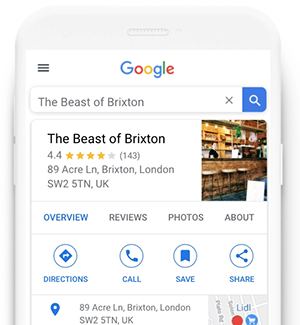 Google
The Beast of Brixton
The Beast of Brixton
4.4 (143)
89 Acre Ln, Brixton, London
SW2 5TN, UK
OVERVIEW REVIEWS PHOTOS ABOUT
DIRECTIONS CALL SAVE SHARE
89 Acre Ln, Brixton, London
SW2 5TN, UK
Lidl